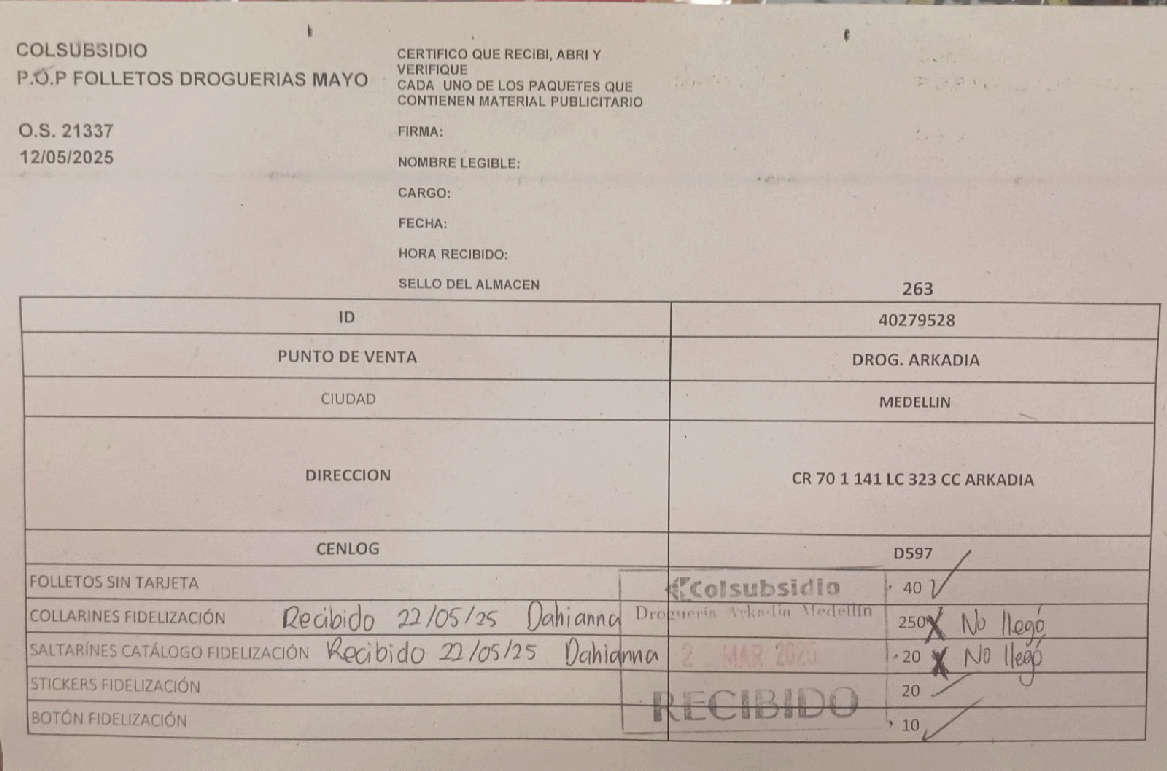 COLSUBSIDIO
P.O.P FOLLETOS DROGUERIAS MAYO
O.S. 21337
12/05/2025
CERTIFICO QUE RECIBI, ABRI Y
VERIFIQUE
CADA UNO DE LOS PAQUETES QUE
CONTIENEN MATERIAL PUBLICITARIO
FIRMA:
NOMBRE LEGIBLE:
CARGO:
FECHA:
HORA RECIBIDO:
SELLO DEL ALMACEN
263
ID 40279528
PUNTO DE VENTA DROG. ARKADIA
CIUDAD MEDELLIN
DIRECCION CR 70 1 141 LC 323 CC ARKADIA
CENLOG D597
FOLLETOS SIN TARJETA 40
COLLARINES FIDELIZACIÓN Recibido 22/05/25 Dahianna 250 X No llegó
SALTARÍNES CATÁLOGO FIDELIZACIÓN Recibido 22/05/25 Dahianna 20 X No llegó
STICKERS FIDELIZACIÓN 20
BOTÓN FIDELIZACIÓN 10
Colsubsidio
Droguería Arkadia Medellín
2 MAR
RECIBIDO